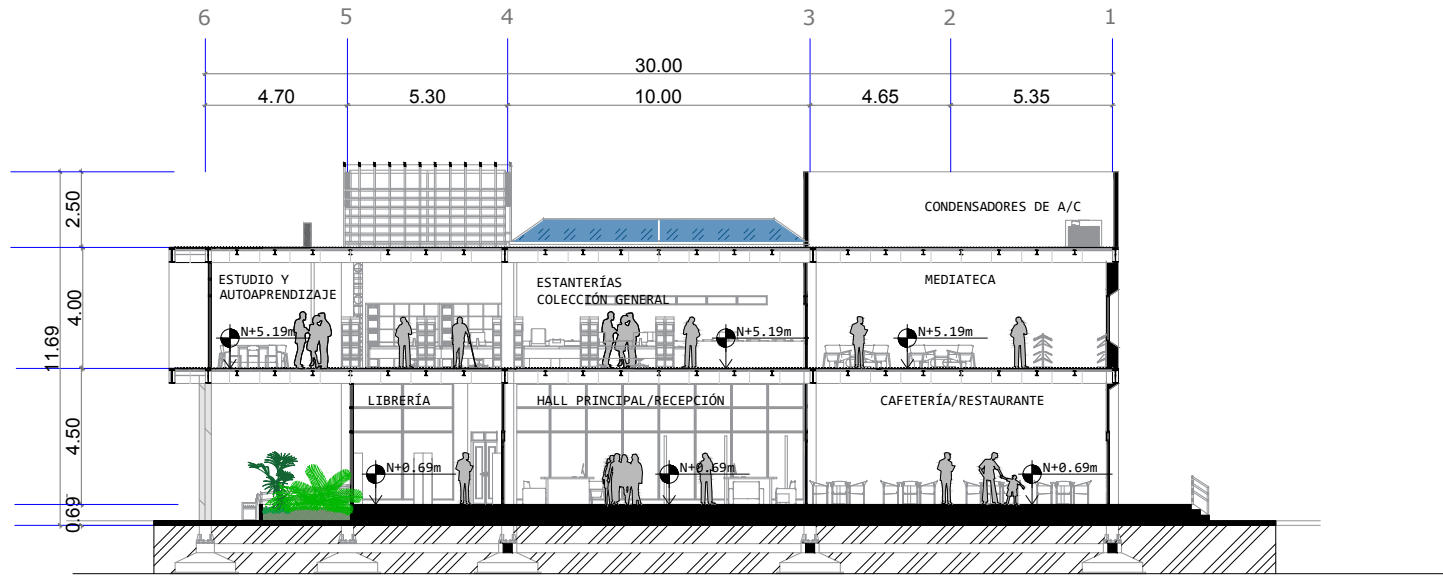 6 5 4 3 2 1
30.00
4.70 5.30 10.00 4.65 5.35
2.50
CONDENSADORES DE A/C
ESTUDIO Y
AUTOAPRENDIZAJE
ESTANTERÍAS
COLECCIÓN GENERAL
MEDIATECA
4.00
11.69
N+5.19m N+5.19m N+5.19m
LIBRERÍA HALL PRINCIPAL/RECEPCIÓN CAFETERÍA/RESTAURANTE
4.50
N+0.69m N+0.69m N+0.69m
0.69